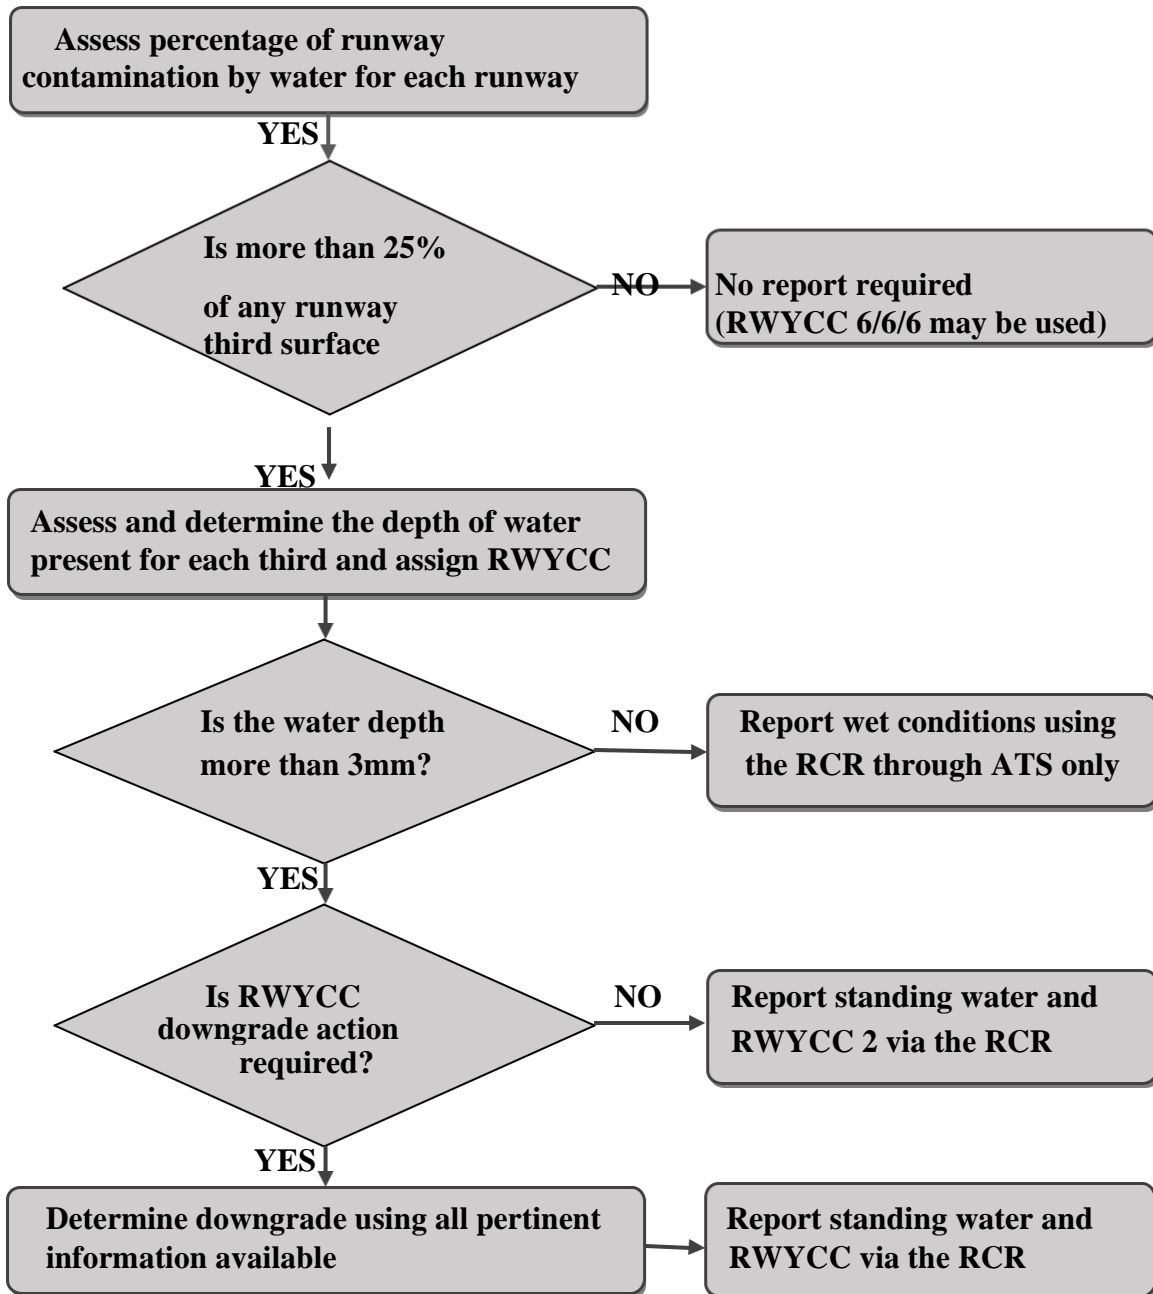 Assess percentage of runway
contamination by water for each runway
YES
Is more than 25%
of any runway
third surface
NO
No report required
(RWYCC 6/6/6 may be used)
YES
Assess and determine the depth of water
present for each third and assign RWYCC
Is the water depth
more than 3mm?
NO
Report wet conditions using
the RCR through ATS only
YES
Is RWYCC
downgrade action
required?
NO
Report standing water and
RWYCC 2 via the RCR
YES
Determine downgrade using all pertinent
information available
Report standing water and
RWYCC via the RCR